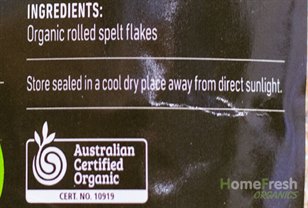 INGREDIENTS:
Organic rolled spelt flakes
Store sealed in a cool dry place away from direct sunlight.
Australian
Certified
Organic
CERT. NO. 10919
HomeFresh
ORGANICS